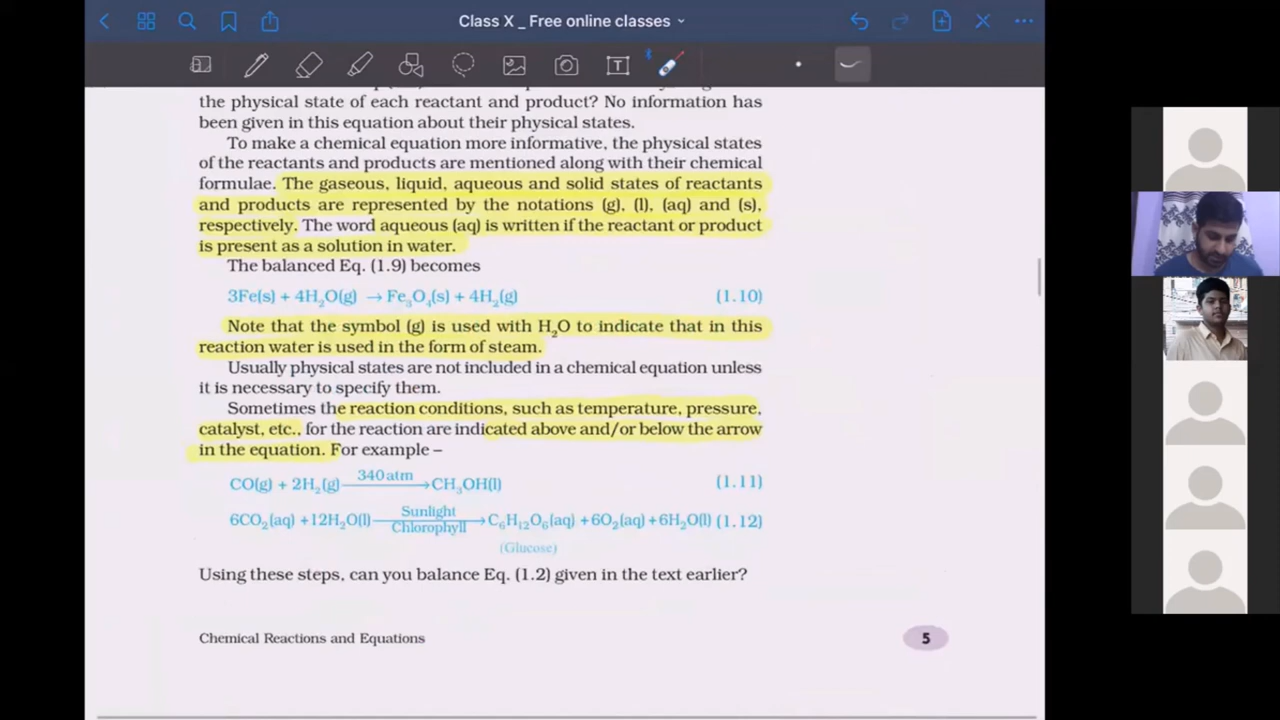 Class X _ Free online classes
the physical state of each reactant and product? No information has
been given in this equation about their physical states.
To make a chemical equation more informative, the physical states
of the reactants and products are mentioned along with their chemical
formulae. The gaseous, liquid, aqueous and solid states of reactants
and products are represented by the notations (g), (l), (aq) and (s),
respectively. The word aqueous (aq) is written if the reactant or product
is present as a solution in water.
The balanced Eq. (1.9) becomes
3Fe(s) + 4H₂O(g) → Fe₃O₄(s) + 4H₂(g) (1.10)
Note that the symbol (g) is used with H₂O to indicate that in this
reaction water is used in the form of steam.
Usually physical states are not included in a chemical equation unless
it is necessary to specify them.
Sometimes the reaction conditions, such as temperature, pressure,
catalyst, etc., for the reaction are indicated above and/or below the arrow
in the equation. For example –
340 atm
CO(g) + 2H₂(g) → CH₃OH(l) (1.11)
Sunlight
6CO₂(aq) +12H₂O(l) → C₆H₁₂O₆(aq) +6O₂(aq)+6H₂O(l) (1.12)
Chlorophyll
(Glucose)
Using these steps, can you balance Eq. (1.2) given in the text earlier?
Chemical Reactions and Equations 5